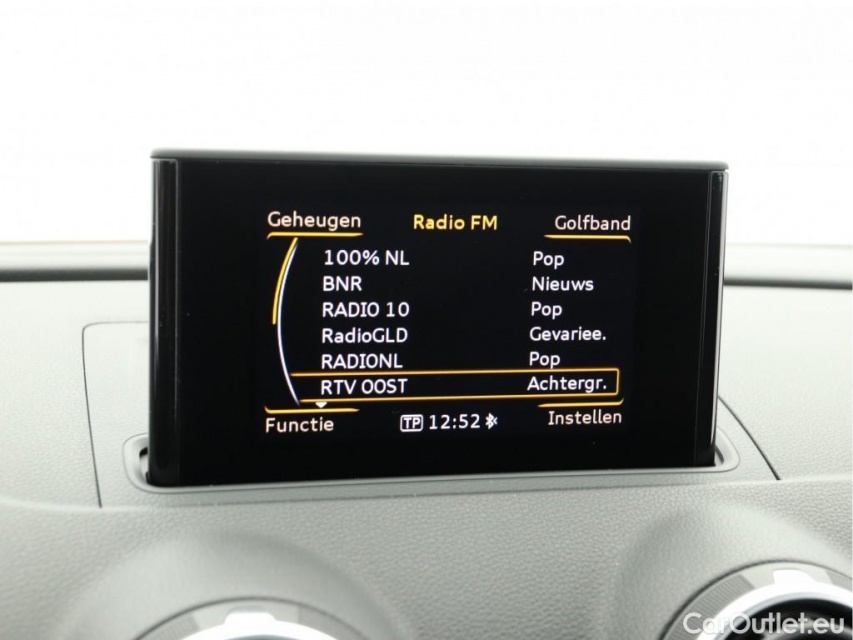 Geheugen Radio FM Golfband
100% NL Pop
BNR Nieuws
RADIO 10 Pop
RadioGLD Gevariee.
RADIONL Pop
RTV OOST Achtergr.
Functie TP 12:52 Instellen
CarOutlet.eu